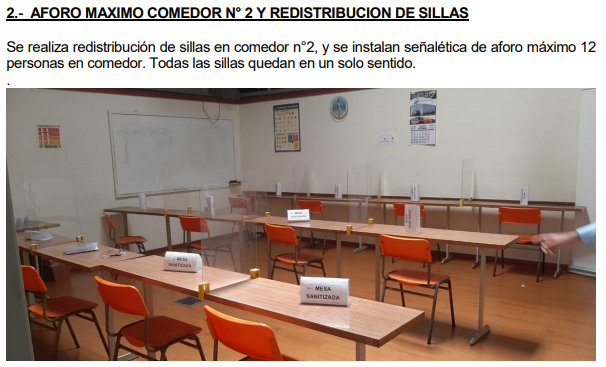 2.- AFORO MAXIMO COMEDOR N° 2 Y REDISTRIBUCION DE SILLAS
Se realiza redistribución de sillas en comedor n°2, y se instalan señalética de aforo máximo 12
personas en comedor. Todas las sillas quedan en un solo sentido.
.
MESA
SANITIZADA
MESA
SANITIZADA